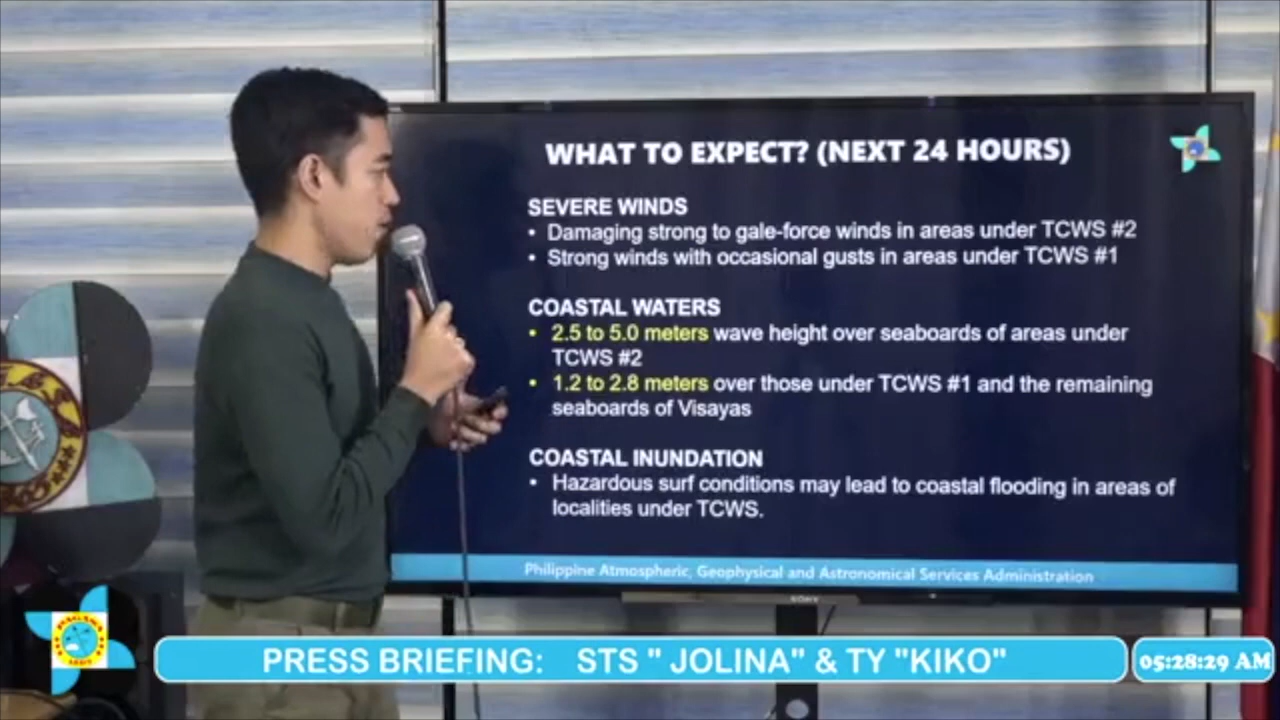 WHAT TO EXPECT? (NEXT 24 HOURS)
SEVERE WINDS
• Damaging strong to gale-force winds in areas under TCWS #2
• Strong winds with occasional gusts in areas under TCWS #1
COASTAL WATERS
• 2.5 to 5.0 meters wave height over seaboards of areas under
TCWS #2
• 1.2 to 2.8 meters over those under TCWS #1 and the remaining
seaboards of Visayas
COASTAL INUNDATION
• Hazardous surf conditions may lead to coastal flooding in areas of
localities under TCWS.
Philippine Atmospheric, Geophysical and Astronomical Services Administration
SONY
PRESS BRIEFING: STS " JOLINA" & TY "KIKO"
05:28:29 AM